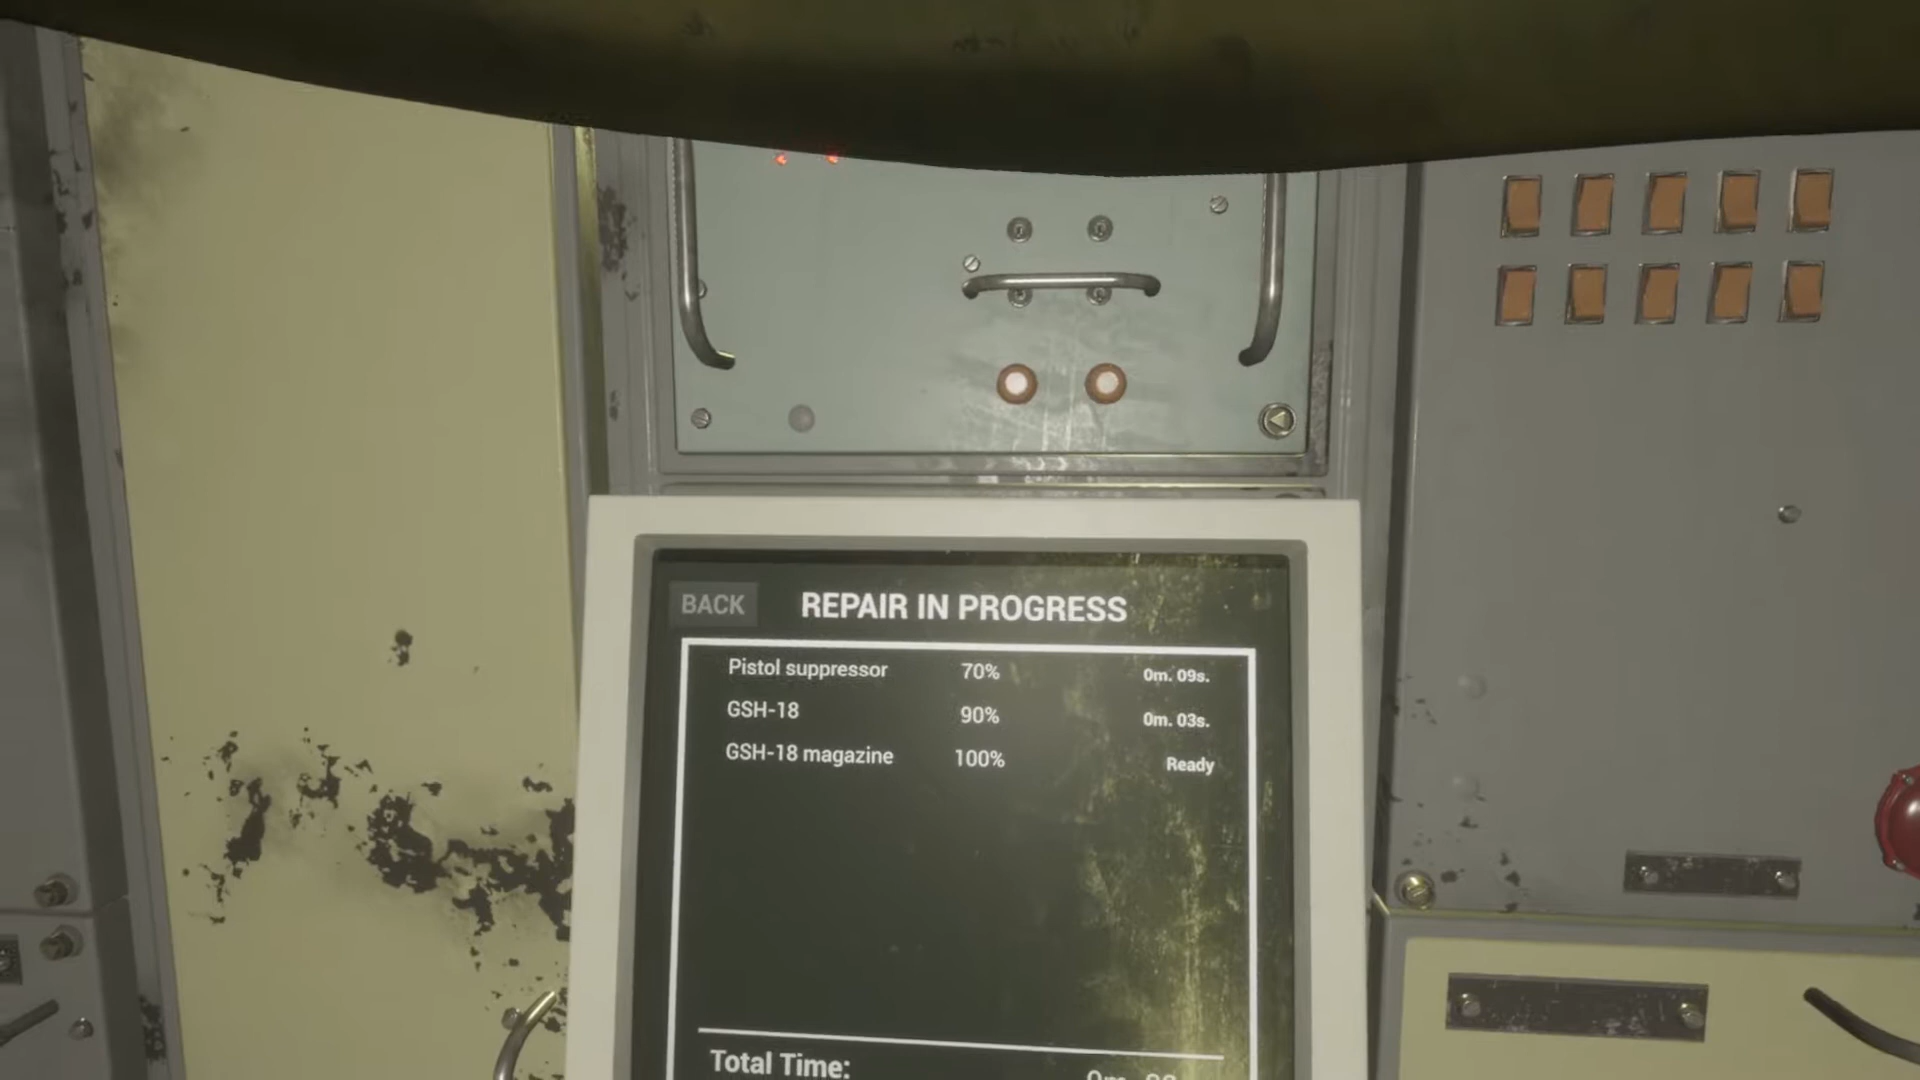 BACK
REPAIR IN PROGRESS
Pistol suppressor 70% 0m. 09s.
GSH-18 90% 0m. 03s.
GSH-18 magazine 100% Ready
Total Time: 0m.